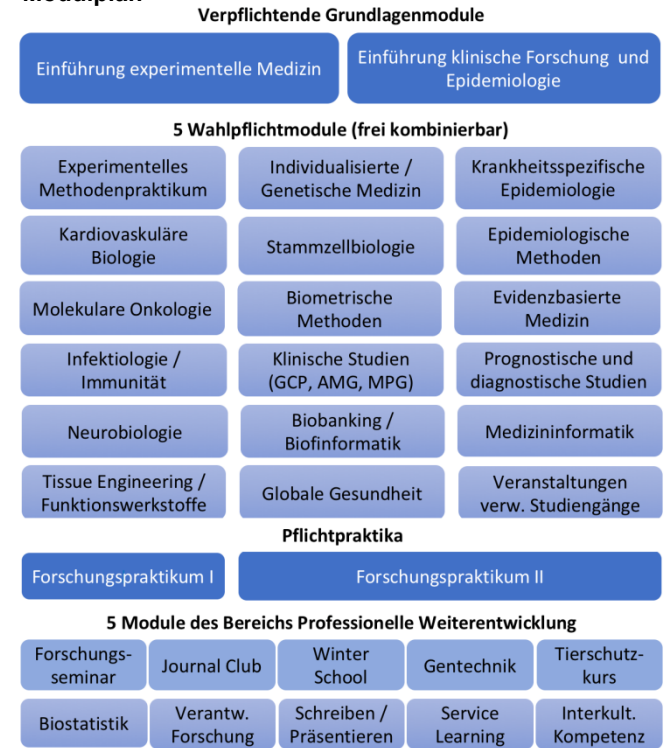 Modulplan
Verpflichtende Grundlagenmodule
Einführung experimentelle Medizin
Einführung klinische Forschung und
Epidemiologie
5 Wahlpflichtmodule (frei kombinierbar)
Experimentelles
Methodenpraktikum
Individualisierte /
Genetische Medizin
Krankheitsspezifische
Epidemiologie
Kardiovaskuläre
Biologie
Stammzellbiologie
Epidemiologische
Methoden
Molekulare Onkologie
Biometrische
Methoden
Evidenzbasierte
Medizin
Infektiologie /
Immunität
Klinische Studien
(GCP, AMG, MPG)
Prognostische und
diagnostische Studien
Neurobiologie
Biobanking /
Biofinformatik
Medizininformatik
Tissue Engineering /
Funktionswerkstoffe
Globale Gesundheit
Veranstaltungen
verw. Studiengänge
Pflichtpraktika
Forschungspraktikum I
Forschungspraktikum II
5 Module des Bereichs Professionelle Weiterentwicklung
Forschungs-
seminar
Journal Club
Winter
School
Gentechnik
Tierschutz-
kurs
Biostatistik
Verantw.
Forschung
Schreiben /
Präsentieren
Service
Learning
Interkult.
Kompetenz